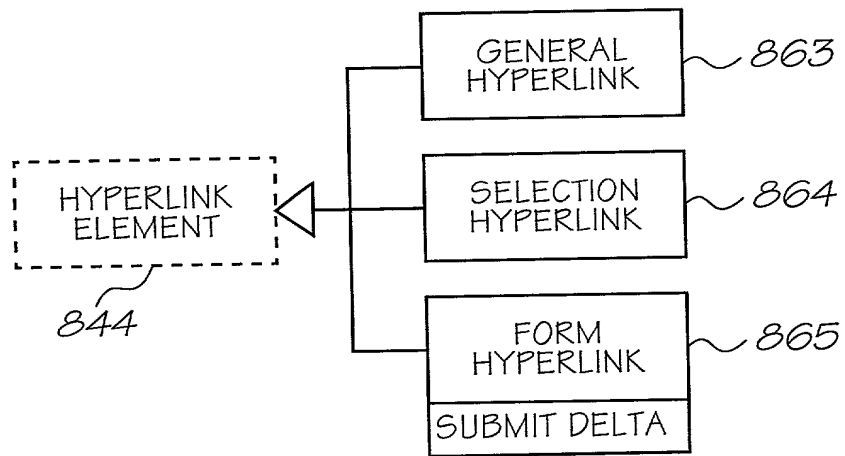 GENERAL
HYPERLINK
863
HYPERLINK
ELEMENT
844
SELECTION
HYPERLINK
864
FORM
HYPERLINK
865
SUBMIT DELTA